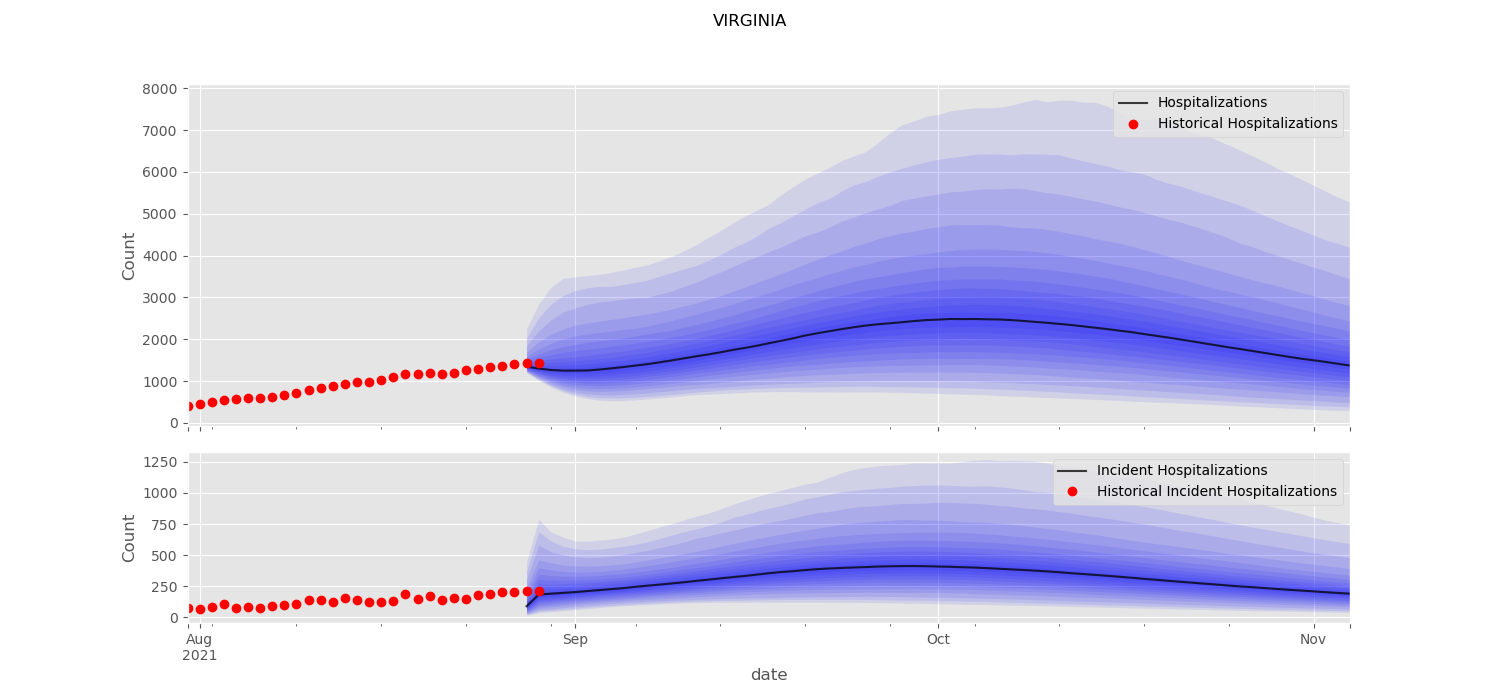 VIRGINIA
8000
7000
6000
5000
4000
3000
2000
1000
0
Count
Hospitalizations
Historical Hospitalizations
1250
1000
750
500
250
0
Count
Incident Hospitalizations
Historical Incident Hospitalizations
Aug
2021
Sep
Oct
Nov
date